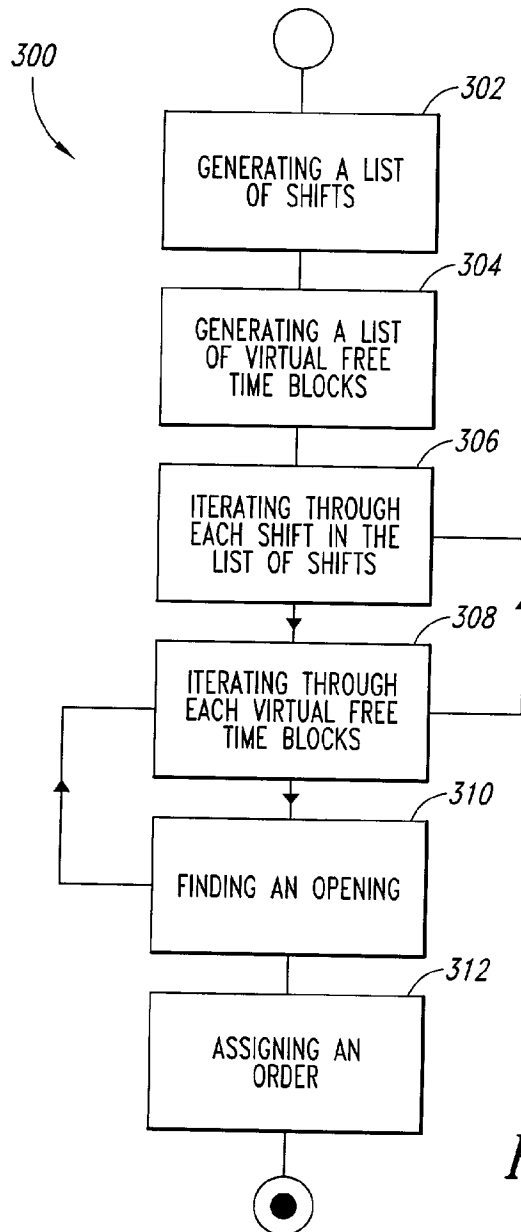 300
302
GENERATING A LIST
OF SHIFTS
304
GENERATING A LIST
OF VIRTUAL FREE
TIME BLOCKS
306
ITERATING THROUGH
EACH SHIFT IN THE
LIST OF SHIFTS
308
ITERATING THROUGH
EACH VIRTUAL FREE
TIME BLOCKS
310
FINDING AN OPENING
312
ASSIGNING AN
ORDER